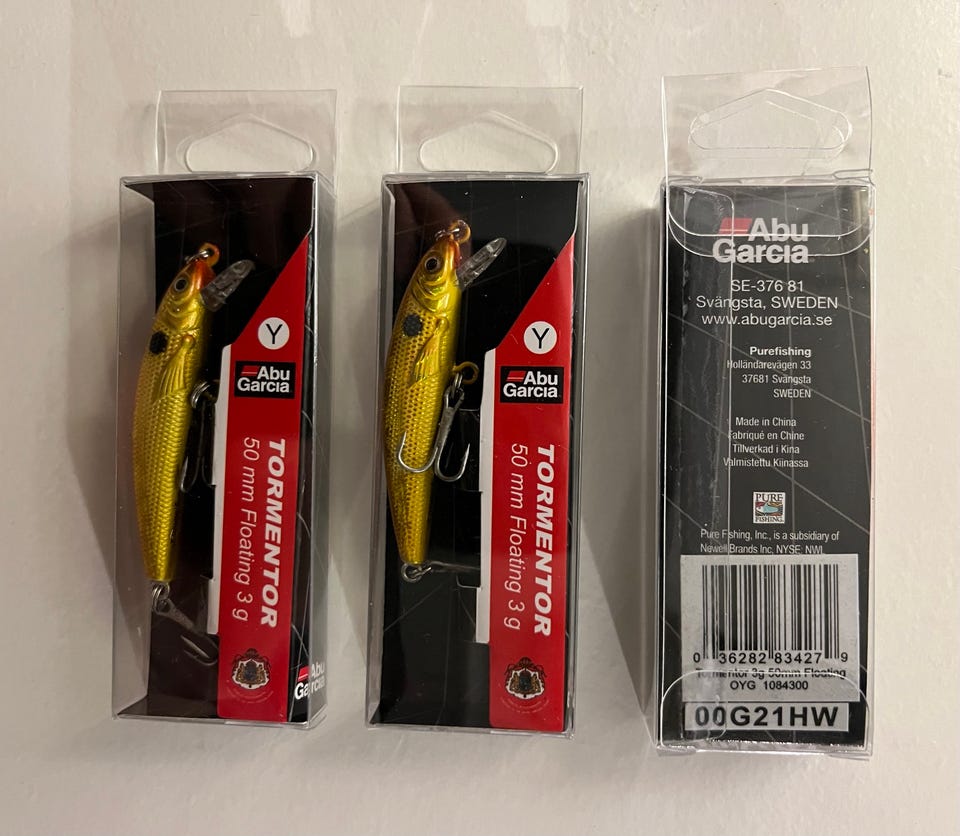 Y
Abu
Garcia
TORMENTOR
50 mm Floating 3 g
Abu
Garcia
Y
Abu
Garcia
TORMENTOR
50 mm Floating 3 g
Abu
Garcia
SE-376 81
Svängsta, SWEDEN
www.abugarcia.se
Purefishing
Holländarevägen 33
37681 Svängsta
SWEDEN
Made in China
Fabriqué en Chine
Tillverkad i Kina
Valmistettu Kiinassa
PURE
FISHING
Pure Fishing, Inc., is a subsidiary of
Newell Brands Inc, NYSE: NWL
0 36282 83427 9
Tormentor 3g 50mm Floating
OYG 1084300
00G21HW